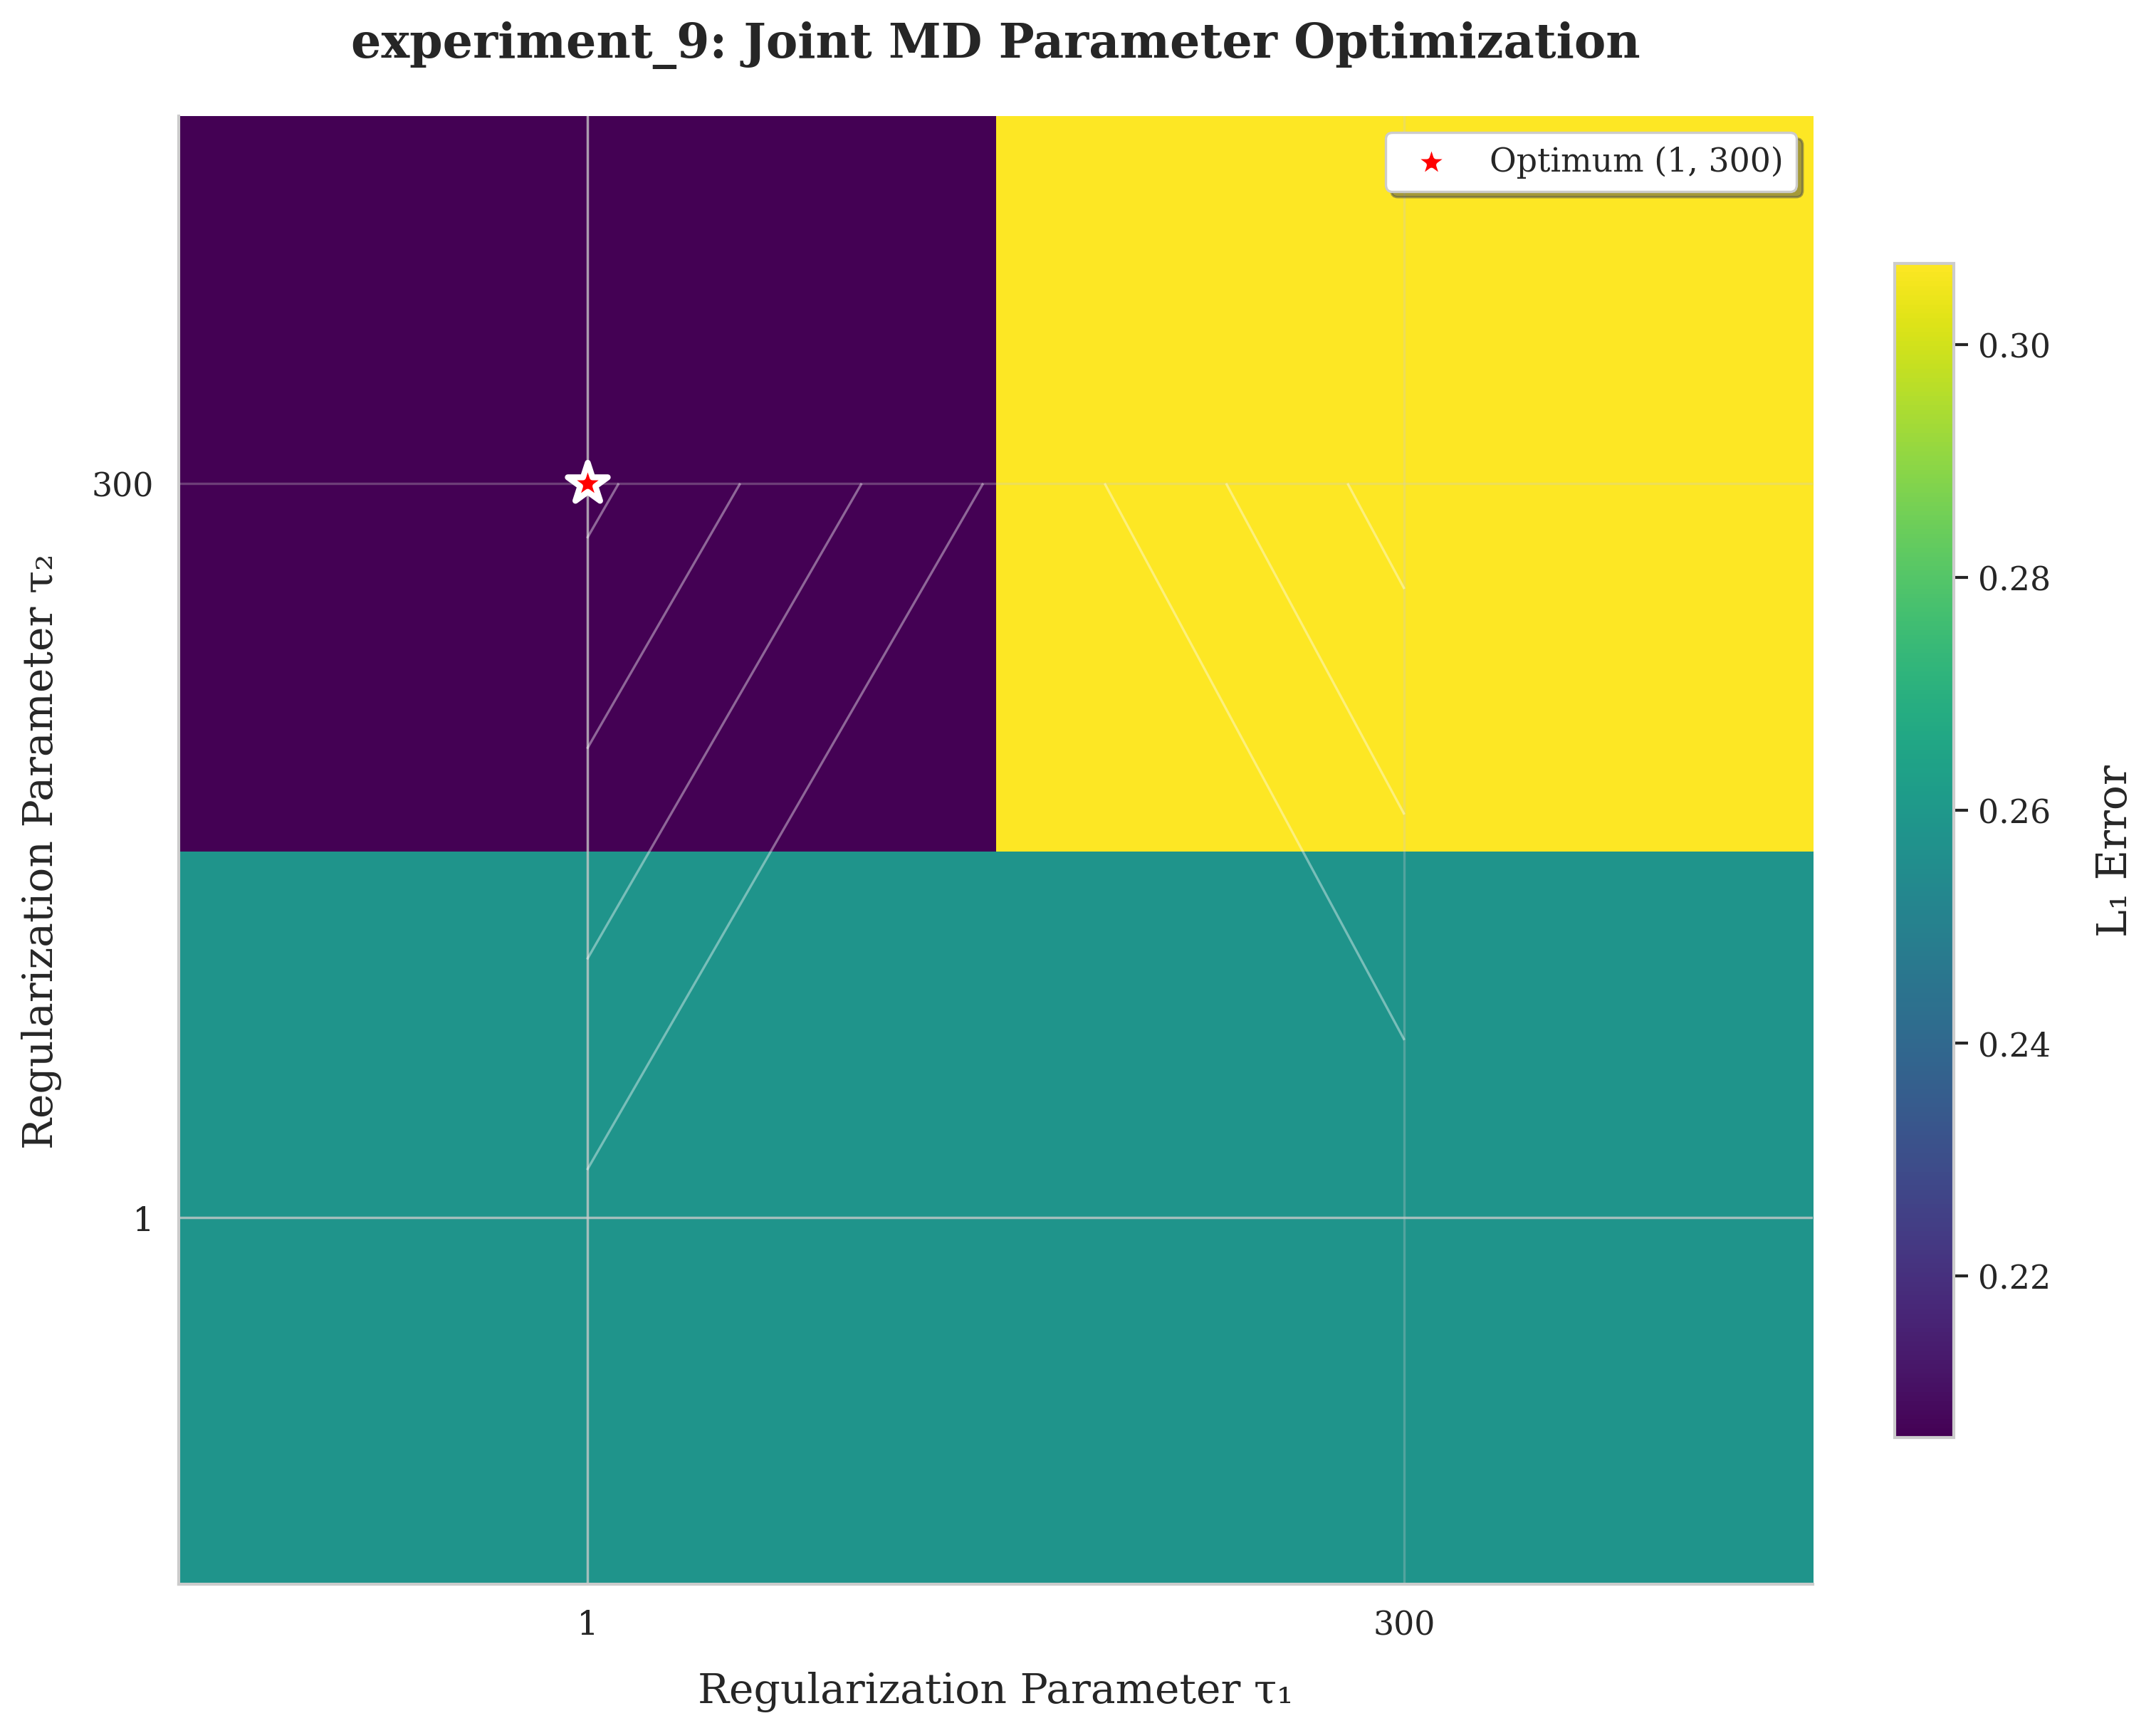 experiment_9: Joint MD Parameter Optimization
Optimum (1, 300)
Regularization Parameter τ₂
300
1
1
300
Regularization Parameter τ₁
0.30
0.28
0.26
0.24
0.22
L₁ Error